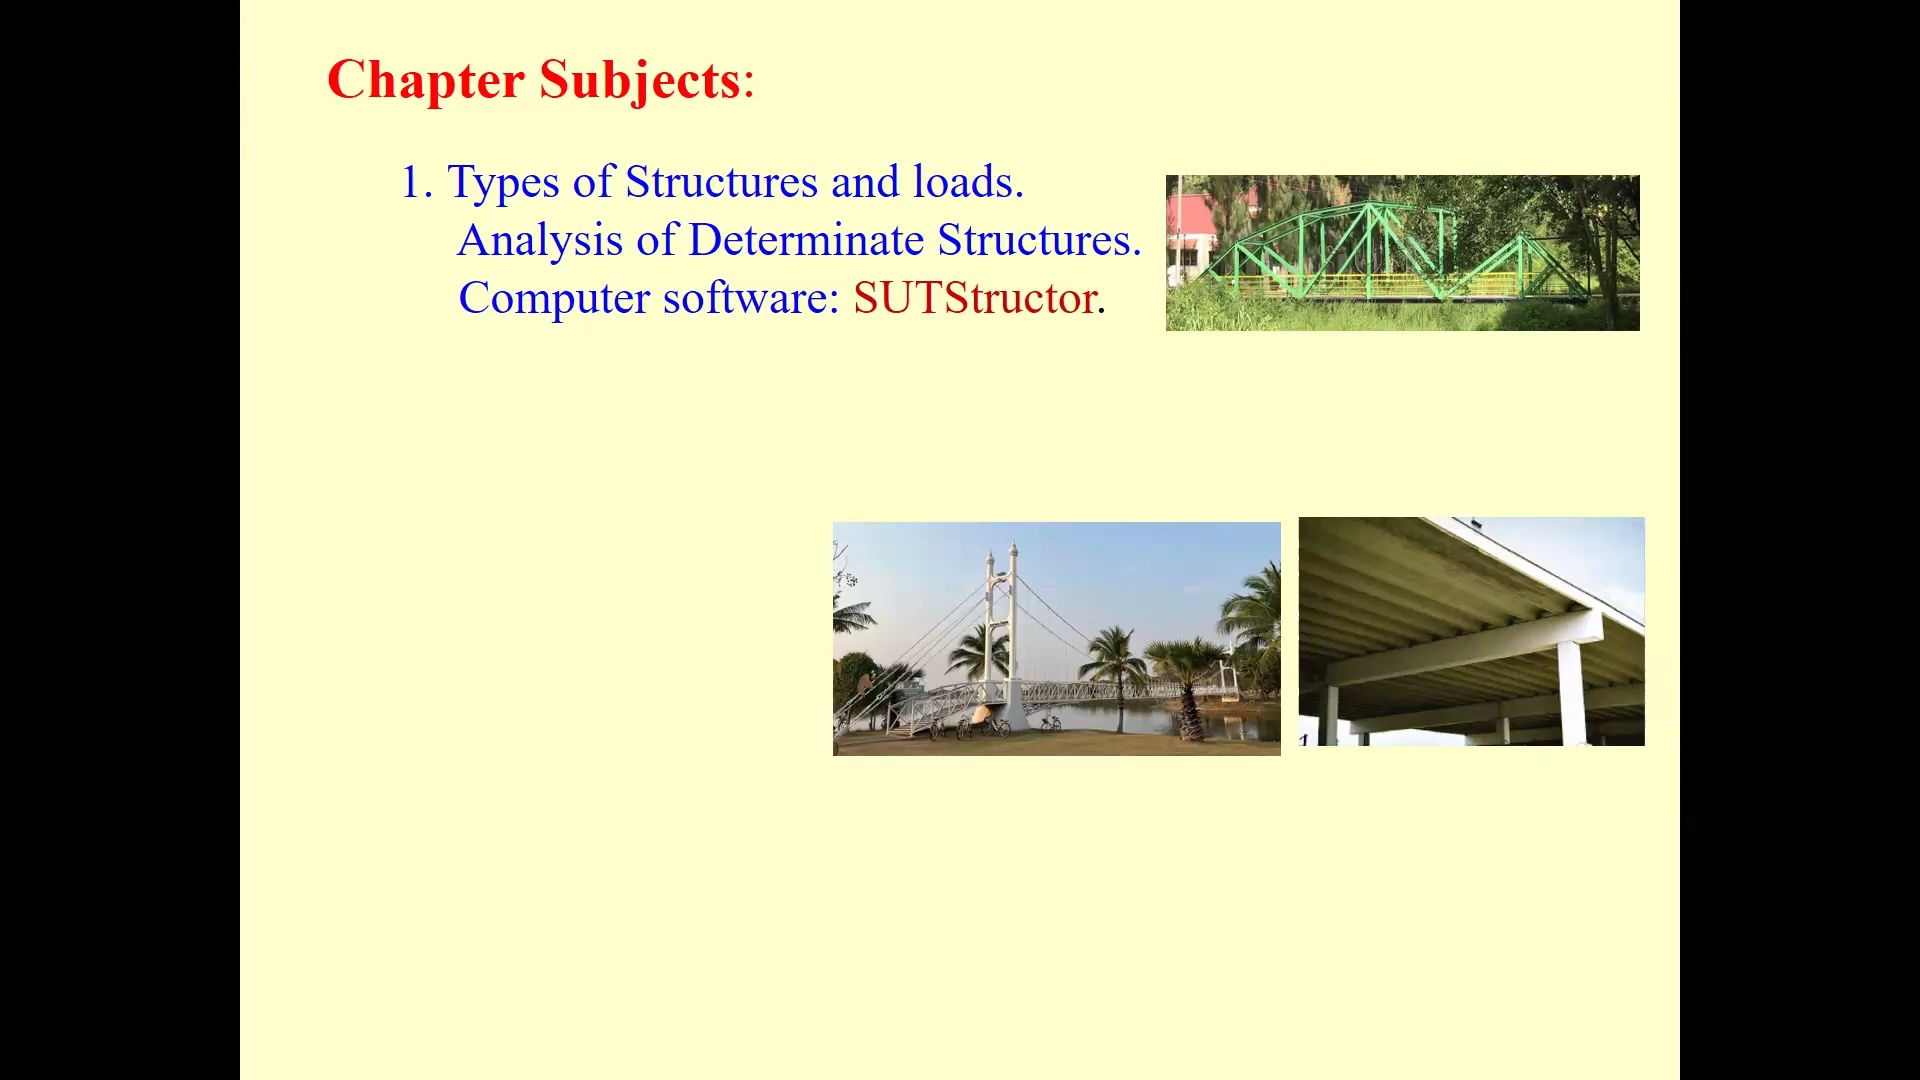 Chapter Subjects:
1. Types of Structures and loads.
Analysis of Determinate Structures.
Computer software: SUTStructor.